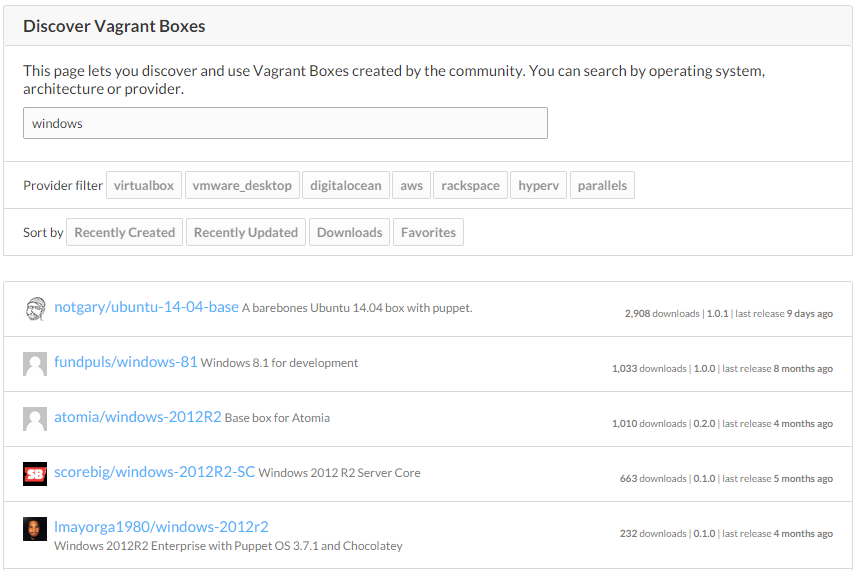 Discover Vagrant Boxes
This page lets you discover and use Vagrant Boxes created by the community. You can search by operating system,
architecture or provider.
windows
Provider filter virtualbox vmware_desktop digitalocean aws rackspace hyperv parallels
Sort by Recently Created Recently Updated Downloads Favorites
notgary/ubuntu-14-04-base A barebones Ubuntu 14.04 box with puppet. 2,908 downloads | 1.0.1 | last release 9 days ago
fundpuls/windows-81 Windows 8.1 for development 1,033 downloads | 1.0.0 | last release 8 months ago
atomia/windows-2012R2 Base box for Atomia 1,010 downloads | 0.2.0 | last release 4 months ago
SB scorebig/windows-2012R2-SC Windows 2012 R2 Server Core 663 downloads | 0.1.0 | last release 5 months ago
lmayorga1980/windows-2012r2 232 downloads | 0.1.0 | last release 4 months ago
Windows 2012R2 Enterprise with Puppet OS 3.7.1 and Chocolatey